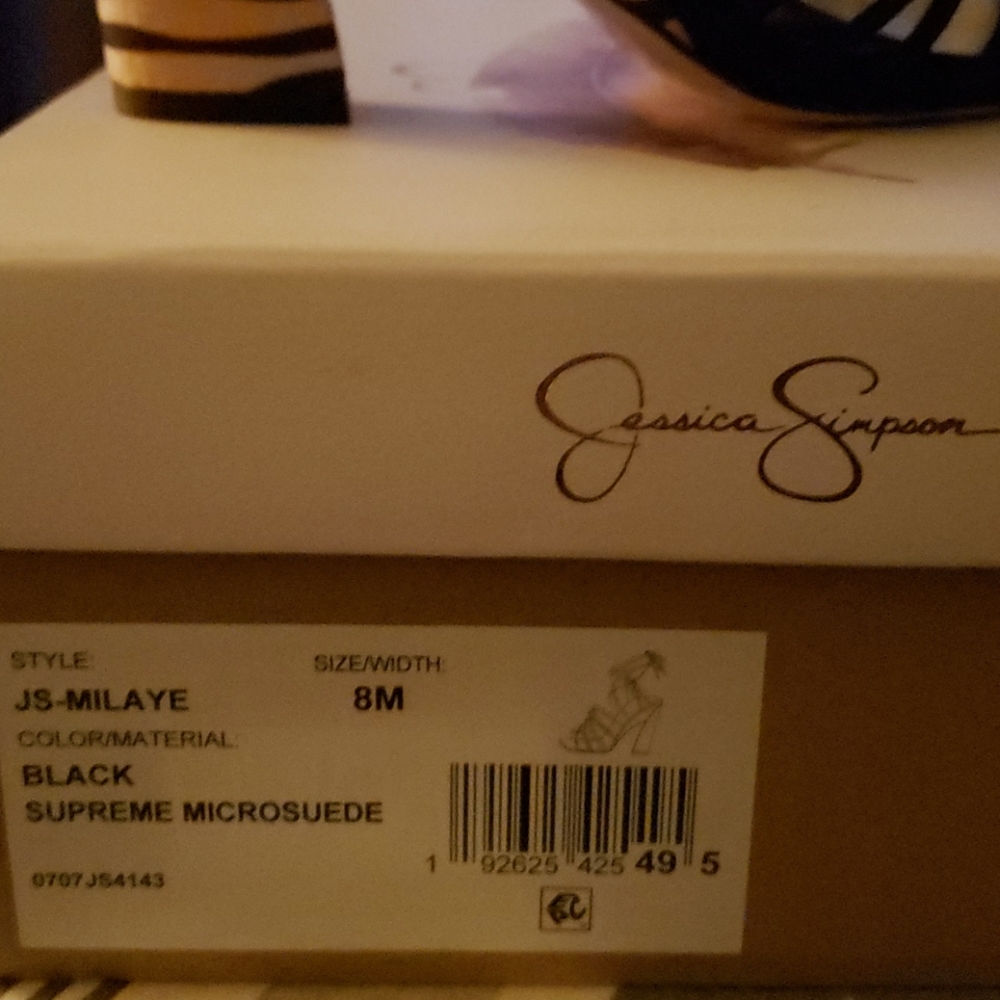 Jessica Simpson
STYLE:
SIZE/WIDTH:
JS-MILAYE
8M
COLOR/MATERIAL:
BLACK
SUPREME MICROSUEDE
1 92625 425 49 5
0707JS4143